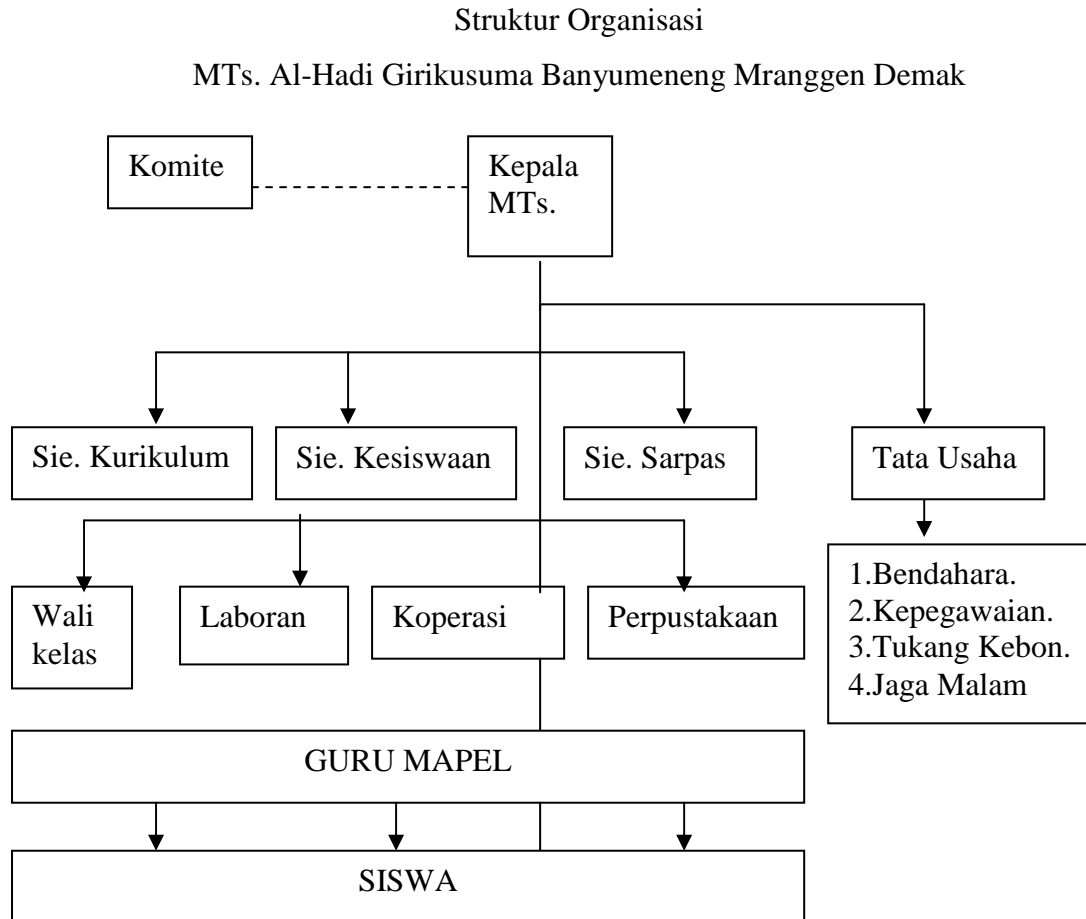 Struktur Organisasi
MTs. Al-Hadi Girikusuma Banyumeneng Mranggen Demak
Komite
Kepala
MTs.
Sie. Kurikulum
Sie. Kesiswaan
Sie. Sarpas
Tata Usaha
Wali
kelas
Laboran
Koperasi
Perpustakaan
1.Bendahara.
2.Kepegawaian.
3.Tukang Kebon.
4.Jaga Malam
GURU MAPEL
SISWA